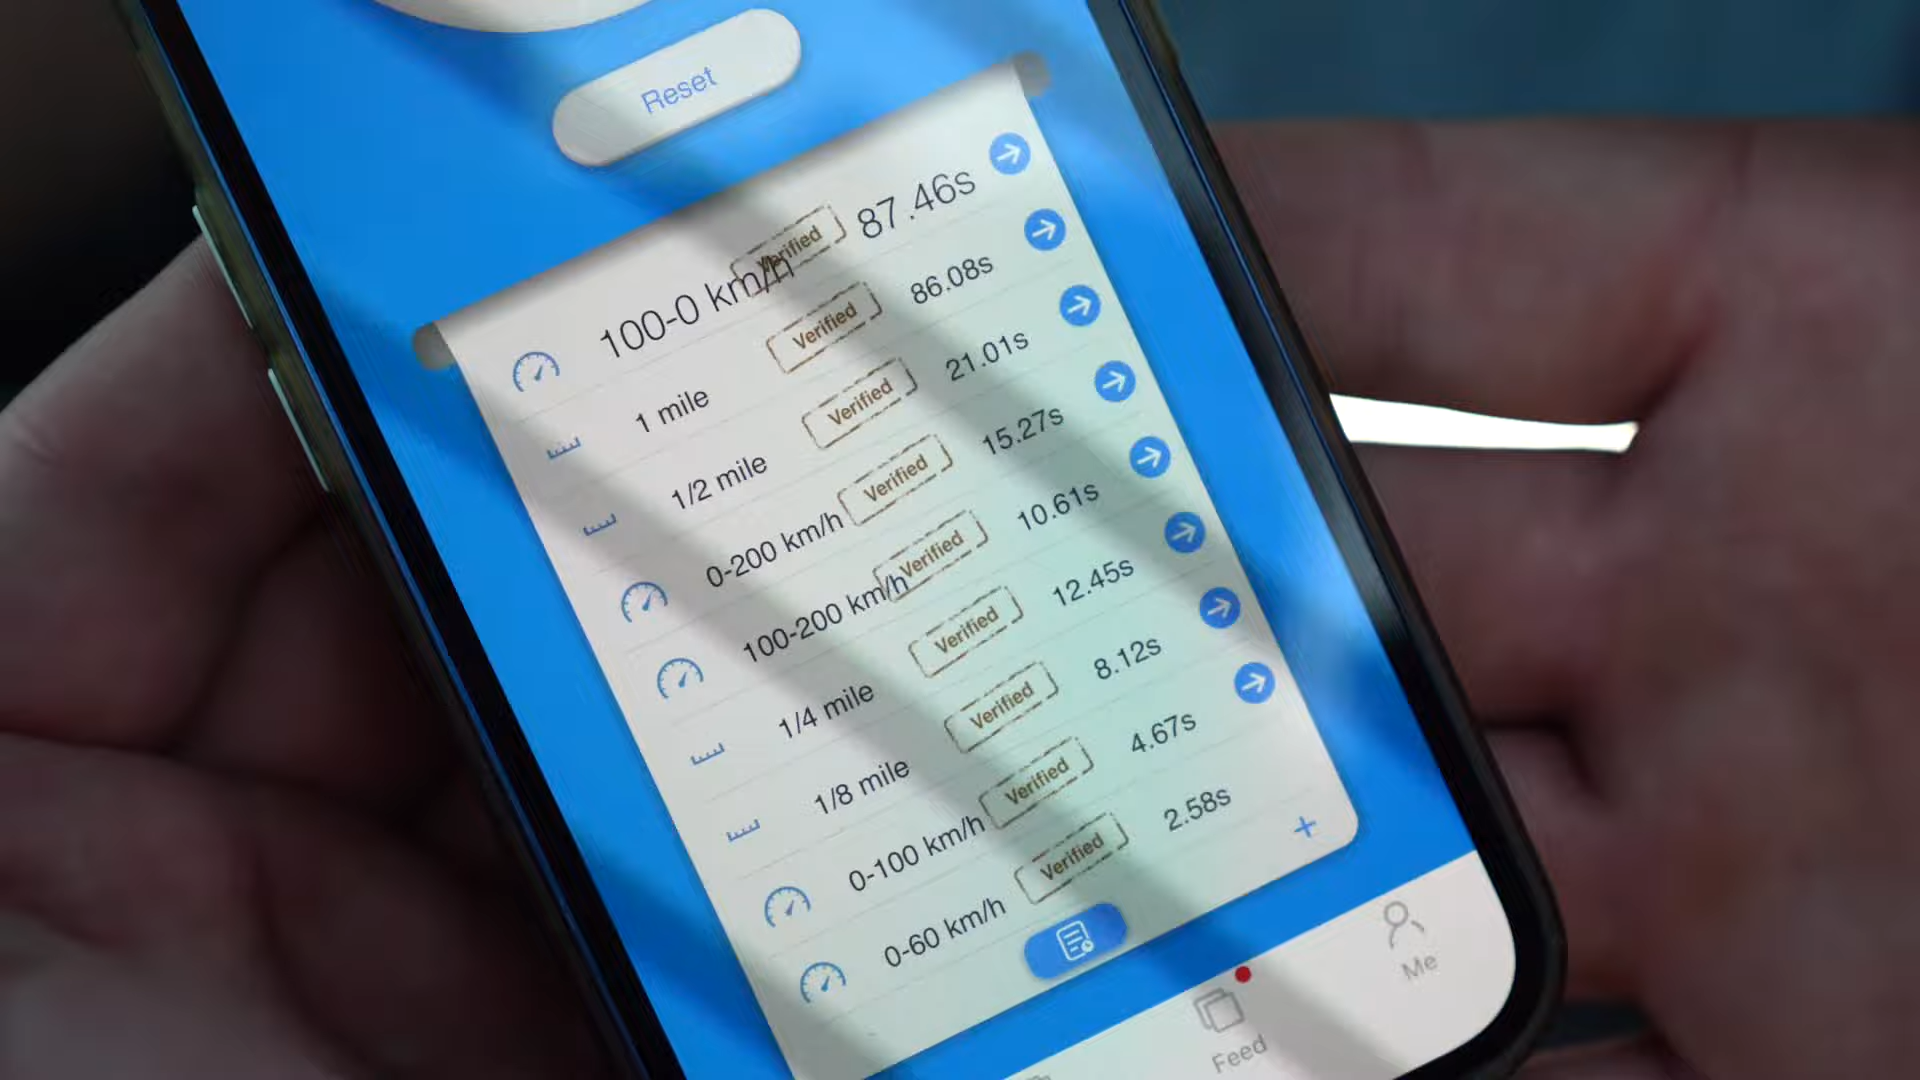 Reset
100-0 km/h Verified 87.46s
1 mile Verified 86.08s
1/2 mile Verified 21.01s
0-200 km/h Verified 15.27s
100-200 km/h Verified 10.61s
1/4 mile Verified 12.45s
1/8 mile Verified 8.12s
0-100 km/h Verified 4.67s
0-60 km/h Verified 2.58s
Feed
Me